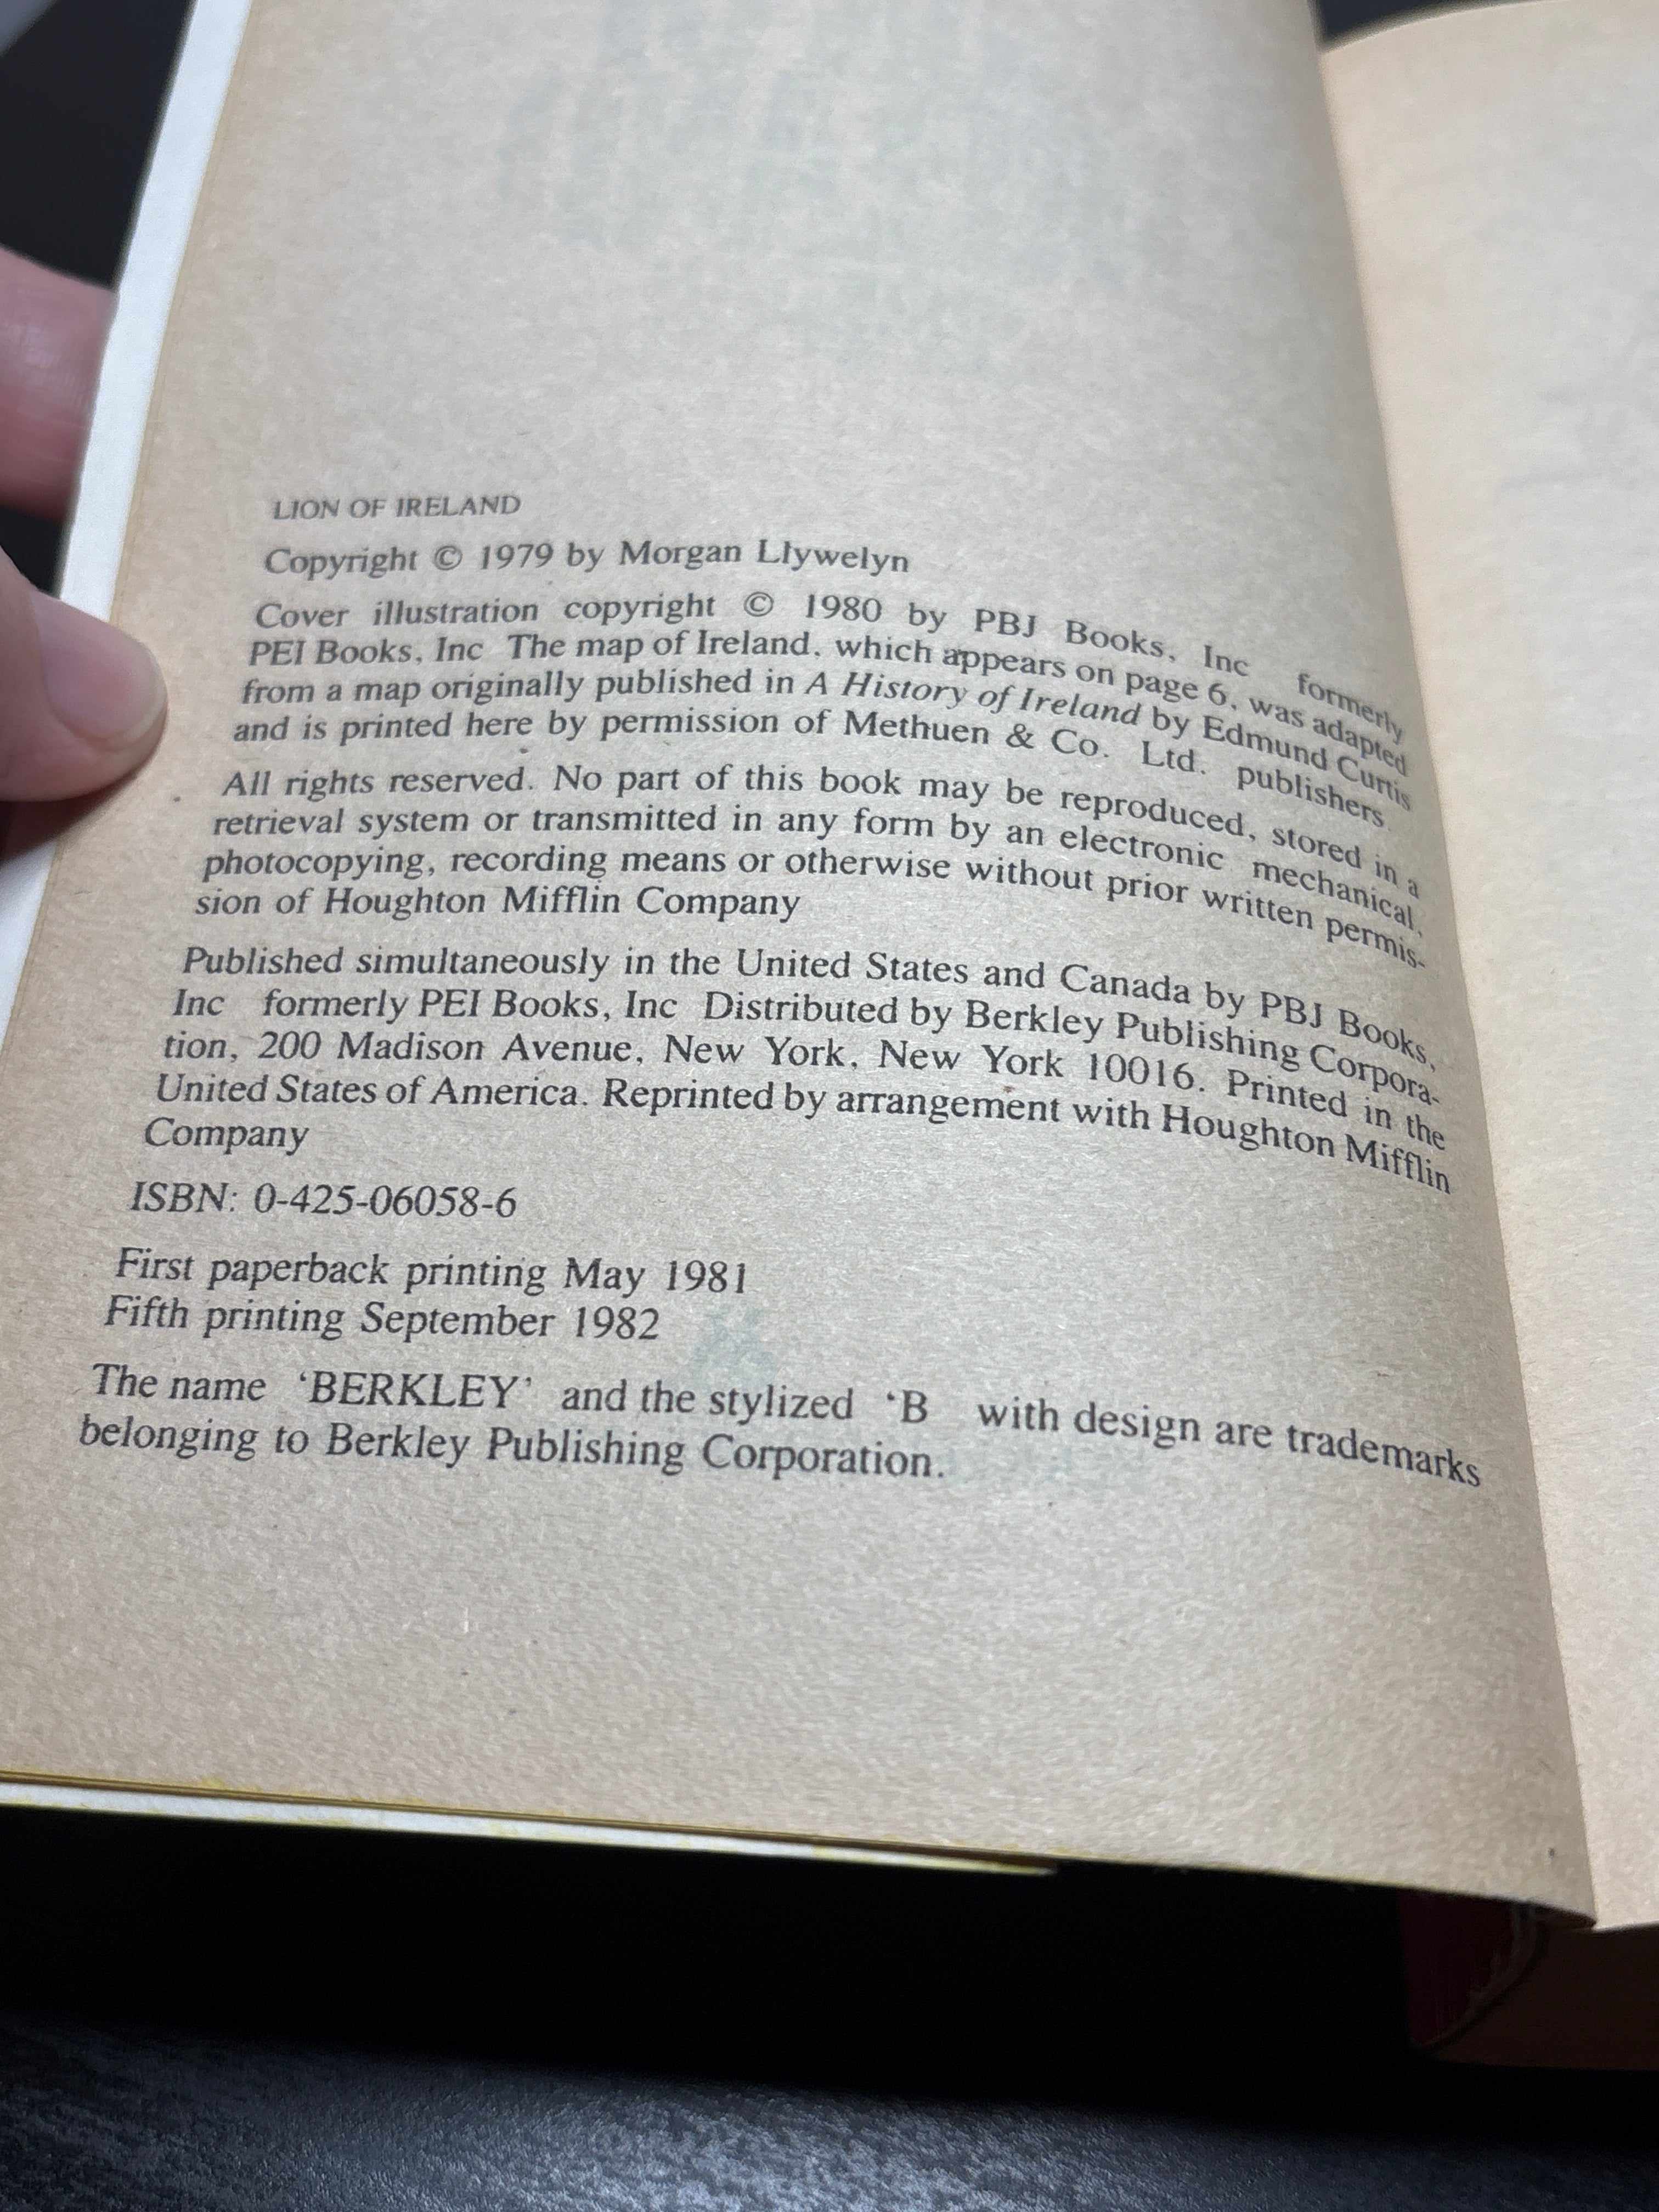 LION OF IRELAND
Copyright © 1979 by Morgan Llywelyn
Cover illustration copyright © 1980 by PBJ Books, Inc formerly
PEI Books, Inc The map of Ireland, which appears on page 6, was adapted
from a map originally published in A History of Ireland by Edmund Curtis
and is printed here by permission of Methuen & Co. Ltd. publishers.
All rights reserved. No part of this book may be reproduced, stored in a
retrieval system or transmitted in any form by an electronic mechanical,
photocopying, recording means or otherwise without prior written permis-
sion of Houghton Mifflin Company
Published simultaneously in the United States and Canada by PBJ Books,
Inc formerly PEI Books, Inc Distributed by Berkley Publishing Corpora-
tion, 200 Madison Avenue, New York, New York 10016. Printed in the
United States of America. Reprinted by arrangement with Houghton Mifflin
Company
ISBN: 0-425-06058-6
First paperback printing May 1981
Fifth printing September 1982
The name ‘BERKLEY’ and the stylized ‘B with design are trademarks
belonging to Berkley Publishing Corporation.